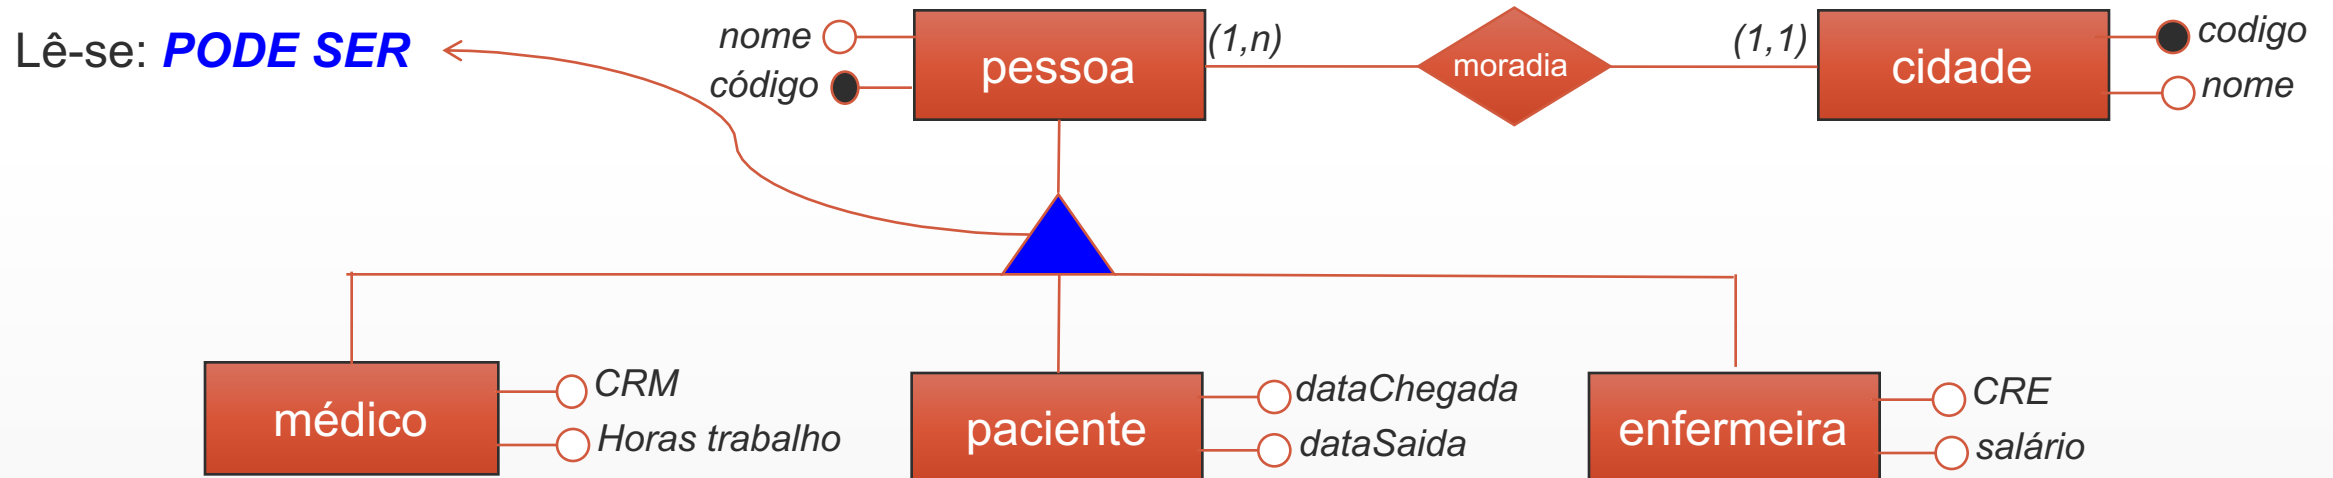 Lê-se: PODE SER
nome
código
pessoa
(1,n)
moradia
(1,1)
cidade
codigo
nome
médico
CRM
Horas trabalho
paciente
dataChegada
dataSaida
enfermeira
CRE
salário